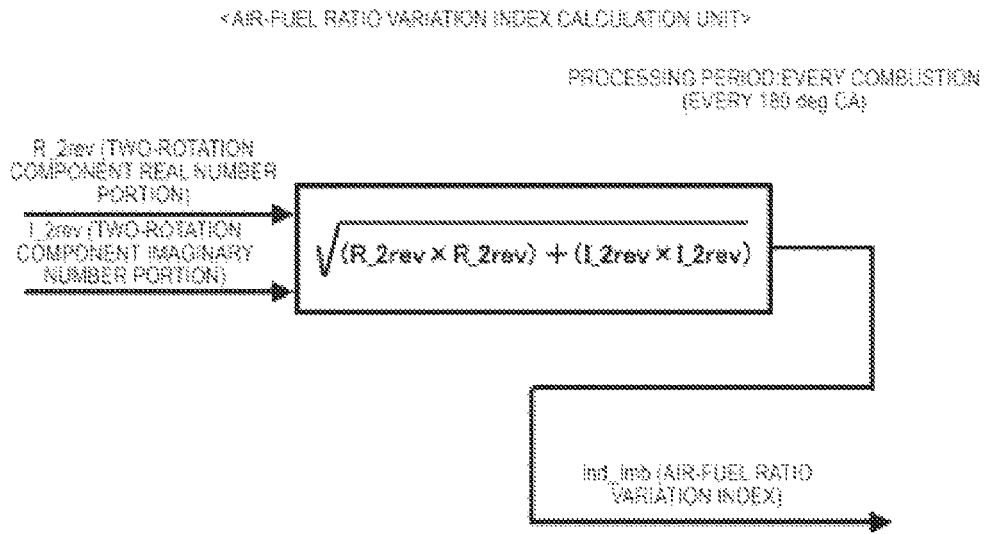 <AIR-FUEL RATIO VARIATION INDEX CALCULATION UNIT>
PROCESSING PERIOD:EVERY COMBUSTION
(EVERY 180 deg CA)
R_2rev (TWO-ROTATION
COMPONENT REAL NUMBER
PORTION)
I_2rev (TWO-ROTATION
COMPONENT IMAGINARY
NUMBER PORTION)
√(R_2rev × R_2rev) + (I_2rev × I_2rev)
Ind_Imb (AIR-FUEL RATIO
VARIATION INDEX)